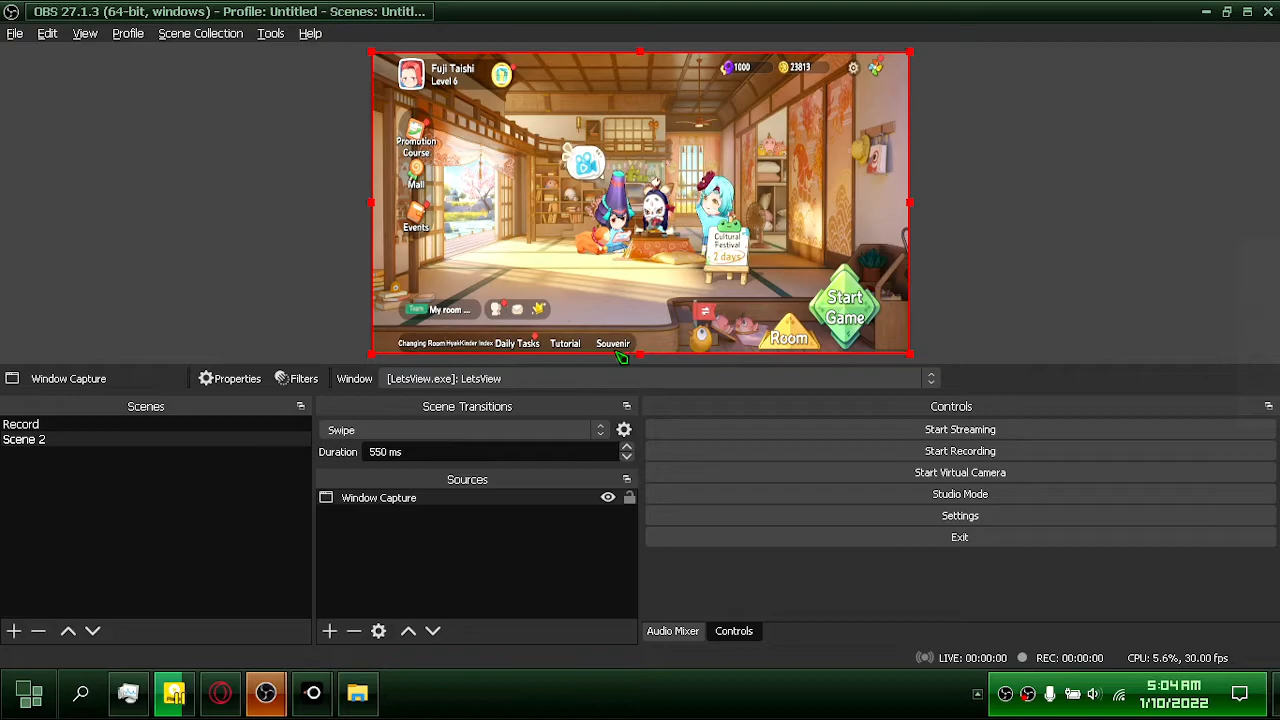 OBS 27.1.3 (64-bit, windows) - Profile: Untitled - Scenes: Untitl...
File Edit View Profile Scene Collection Tools Help
Fuji Taishi
Level 6
1000
23813
Promotion
Course
Mall
Events
Cultural
Festival
2 days
Start
Game
Team My room ...
Room
Changing Room HyakKinder Index Daily Tasks Tutorial Souvenir
Window Capture Properties Filters Window [LetsView.exe]: LetsView
Scenes
Record
Scene 2
Scene Transitions
Swipe
Duration 550 ms
Sources
Window Capture
Controls
Start Streaming
Start Recording
Start Virtual Camera
Studio Mode
Settings
Exit
Audio Mixer Controls
LIVE: 00:00:00 REC: 00:00:00 CPU: 5.6%, 30.00 fps
5:04 AM
1/10/2022